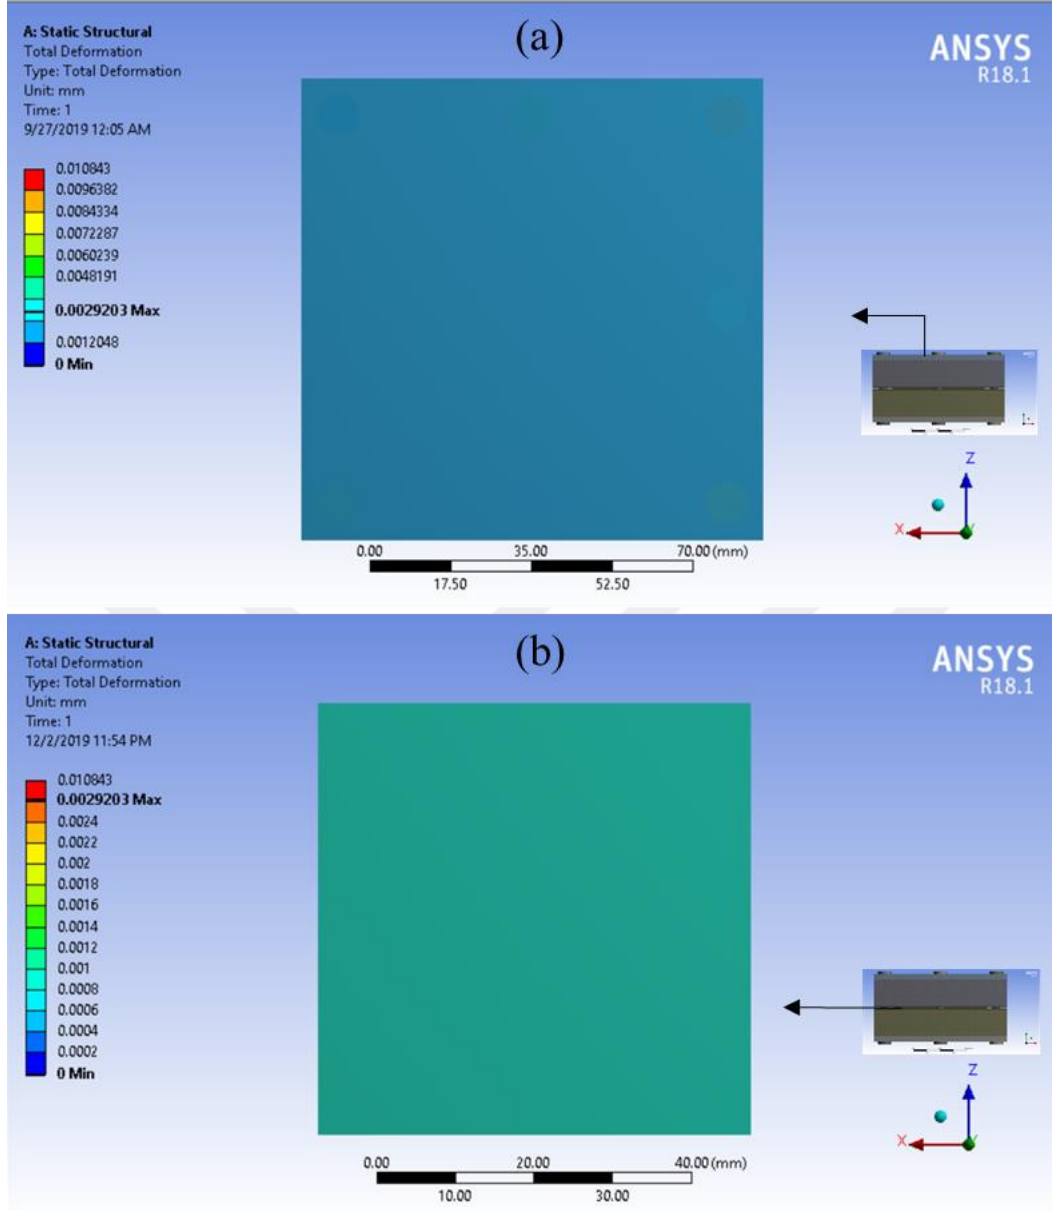 (a)
A: Static Structural
Total Deformation
Type: Total Deformation
Unit: mm
Time: 1
9/27/2019 12:05 AM
ANSYS
R18.1
0.010843
0.0096382
0.0084334
0.0072287
0.0060239
0.0048191
0.0029203 Max
0.0012048
0 Min
Z
X
0.00 35.00 70.00 (mm)
17.50 52.50
(b)
A: Static Structural
Total Deformation
Type: Total Deformation
Unit: mm
Time: 1
12/2/2019 11:54 PM
ANSYS
R18.1
0.010843
0.0029203 Max
0.0024
0.0022
0.002
0.0018
0.0016
0.0014
0.0012
0.001
0.0008
0.0006
0.0004
0.0002
0 Min
Z
X
0.00 20.00 40.00 (mm)
10.00 30.00